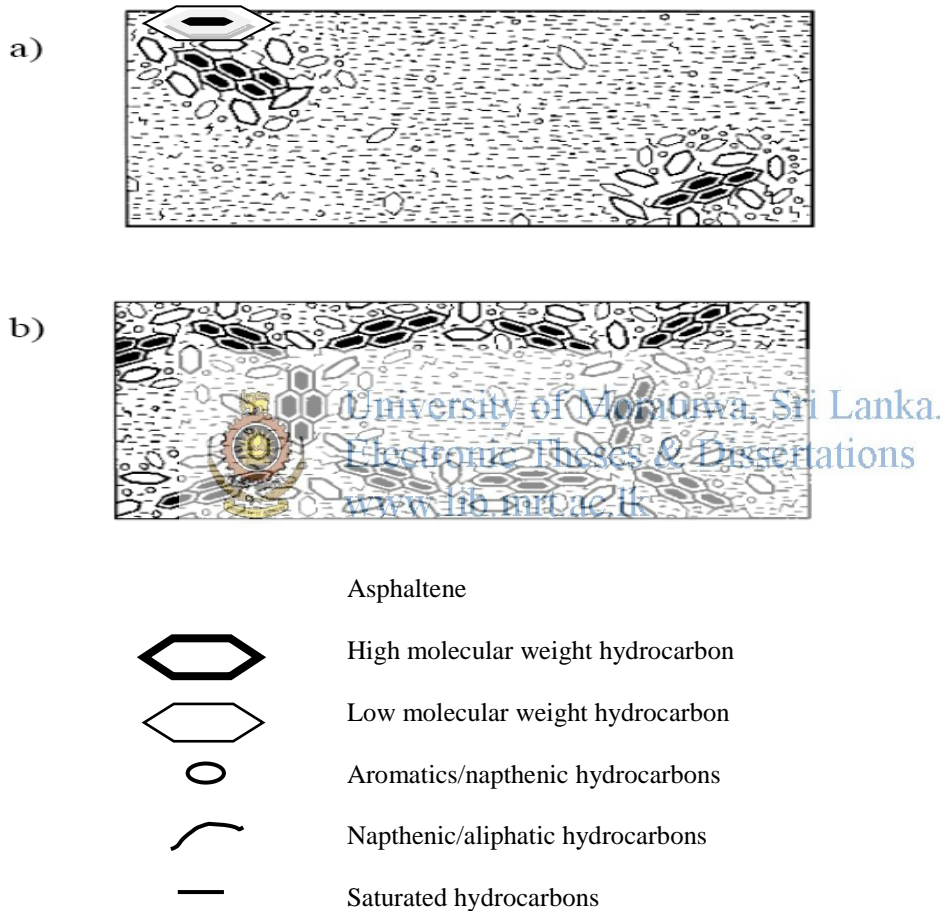 a)
b)
University of Moratuwa, Sri Lanka.
Electronic Theses & Dissertations
www.lib.mrt.ac.lk
Asphaltene
High molecular weight hydrocarbon
Low molecular weight hydrocarbon
Aromatics/napthenic hydrocarbons
Napthenic/aliphatic hydrocarbons
Saturated hydrocarbons